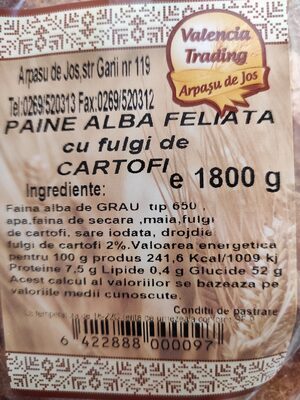 Valencia
Trading
Arpașu de Jos
Arpasu de Jos,str Garii nr 119
Tel:0269/520313 Fax:0269/520312
PAINE ALBA FELIATA
cu fulgi de
CARTOFI
e 1800 g
Ingrediente:
Faina alba de GRAU tip 650 ,
apa,faina de secara ,maia,fulgi
de cartofi, sare iodata, drojdie
fulgi de cartofi 2%.Valoarea energetica
pentru 100 g produs 241,6 Kcal/1009 kj
Proteine 7,5 g Lipide 0,4 g Glucide 52 g
Acest calcul al valoriilor se bazeaza pe
valoriile medii cunoscute.
Conditii de pastrare
6 422888 000097